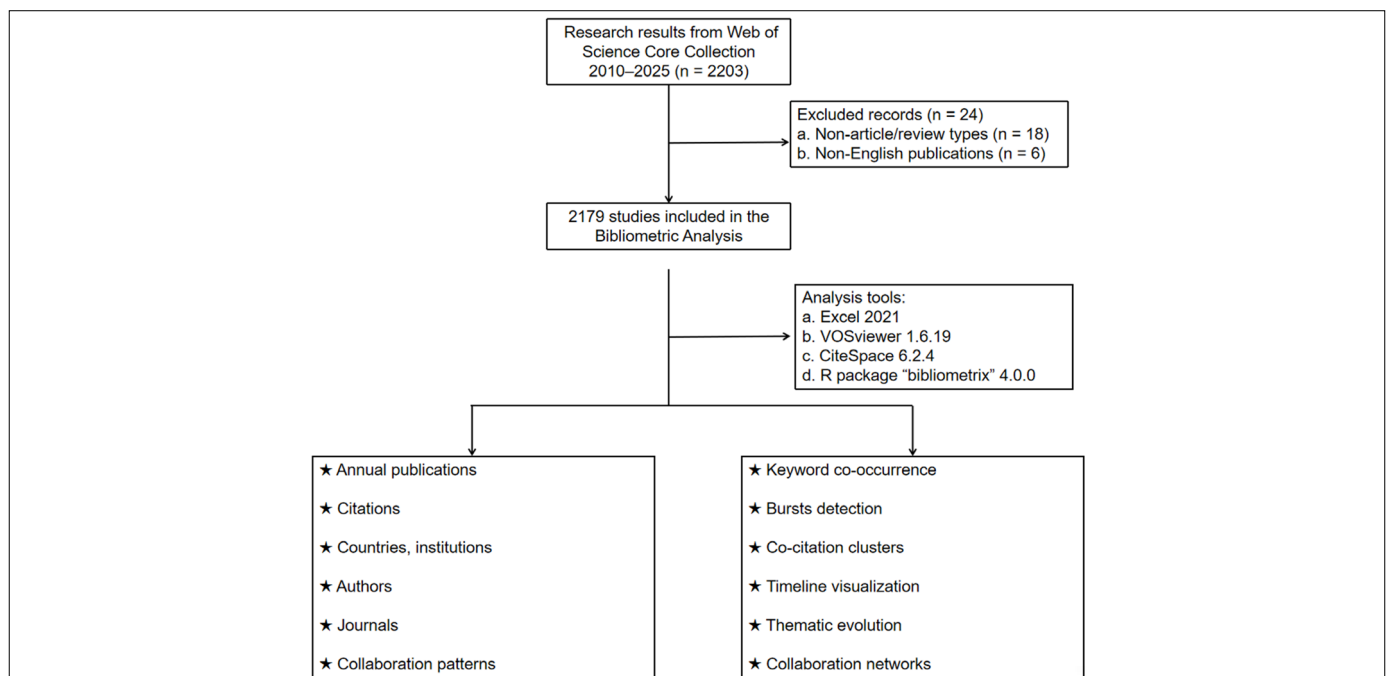 Research results from Web of
Science Core Collection
2010–2025 (n = 2203)
Excluded records (n = 24)
a. Non-article/review types (n = 18)
b. Non-English publications (n = 6)
2179 studies included in the
Bibliometric Analysis
Analysis tools:
a. Excel 2021
b. VOSviewer 1.6.19
c. CiteSpace 6.2.4
d. R package “bibliometrix” 4.0.0
★ Annual publications
★ Citations
★ Countries, institutions
★ Authors
★ Journals
★ Collaboration patterns
★ Keyword co-occurrence
★ Bursts detection
★ Co-citation clusters
★ Timeline visualization
★ Thematic evolution
★ Collaboration networks